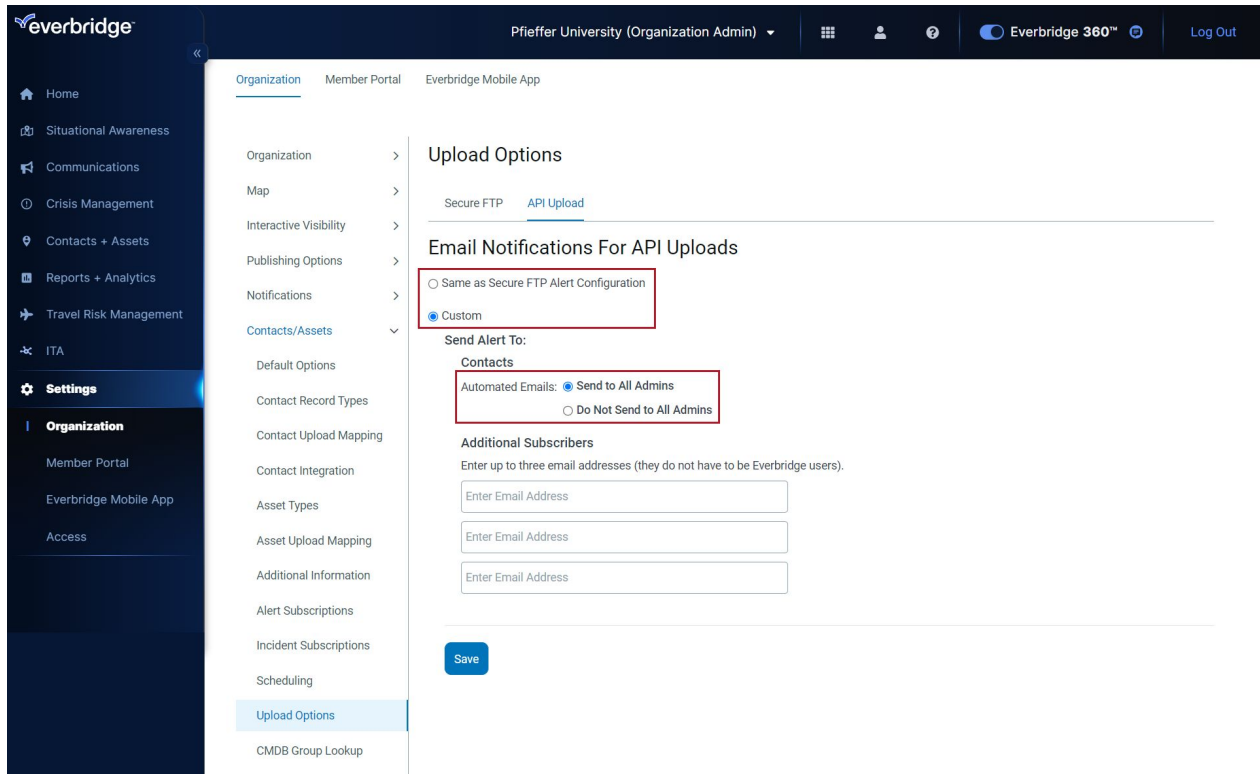 everbridge
Pfieffer University (Organization Admin)
Everbridge 360™
Log Out
«
Home
Situational Awareness
Communications
Crisis Management
Contacts + Assets
Reports + Analytics
Travel Risk Management
ITA
Settings
Organization
Member Portal
Everbridge Mobile App
Access
Organization Member Portal Everbridge Mobile App
Organization
Map
Interactive Visibility
Publishing Options
Notifications
Contacts/Assets
Default Options
Contact Record Types
Contact Upload Mapping
Contact Integration
Asset Types
Asset Upload Mapping
Additional Information
Alert Subscriptions
Incident Subscriptions
Scheduling
Upload Options
CMDB Group Lookup
Upload Options
Secure FTP API Upload
Email Notifications For API Uploads
Same as Secure FTP Alert Configuration
Custom
Send Alert To:
Contacts
Automated Emails: Send to All Admins
Do Not Send to All Admins
Additional Subscribers
Enter up to three email addresses (they do not have to be Everbridge users).
Enter Email Address
Enter Email Address
Enter Email Address
Save